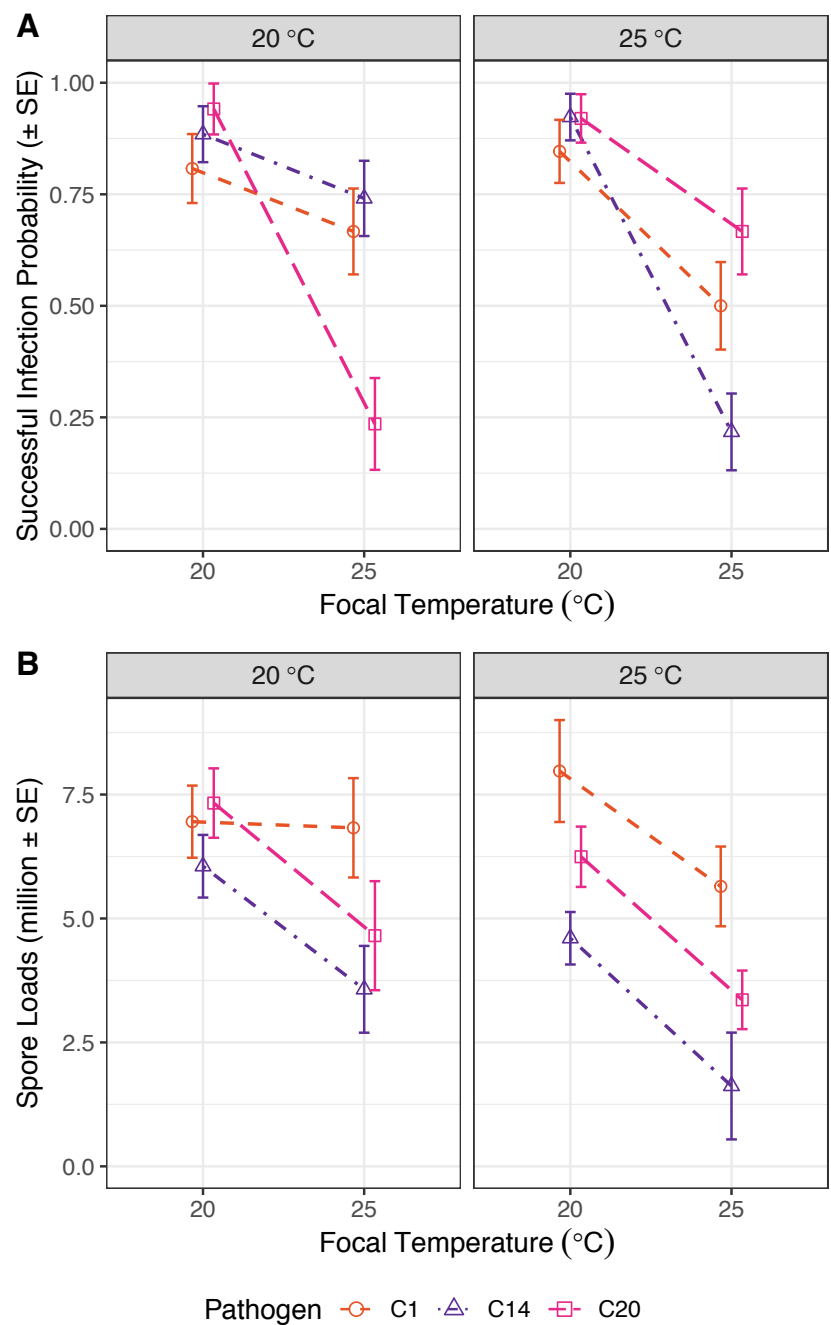 A
20 °C
25 °C
Successful Infection Probability (± SE)
1.00
0.75
0.50
0.25
0.00
20
25
20
25
Focal Temperature (°C)
B
20 °C
25 °C
Spore Loads (million ± SE)
7.5
5.0
2.5
0.0
20
25
20
25
Focal Temperature (°C)
Pathogen C1 C14 C20